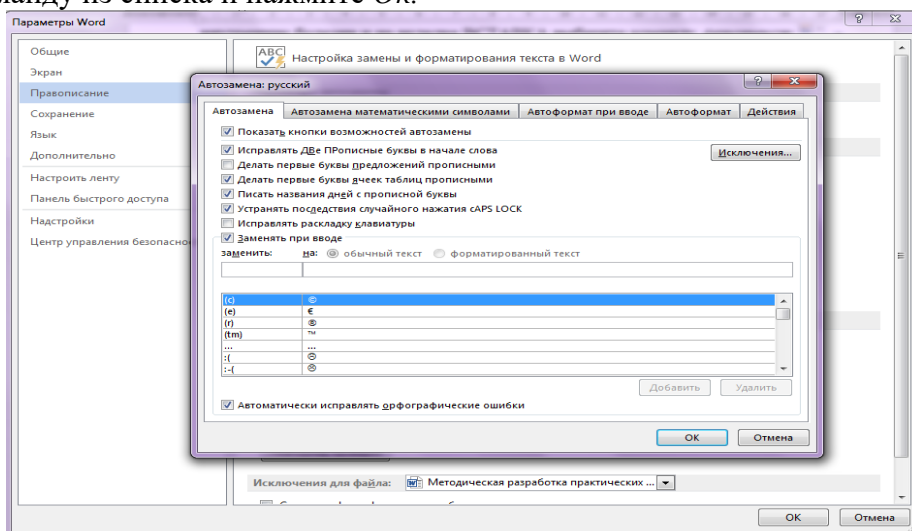 команду из списка и нажмите Ок.
Параметры Word
Общие
Экран
Правописание
Сохранение
Язык
Дополнительно
Настроить ленту
Панель быстрого доступа
Надстройки
Центр управления безопасно
Настройка замены и форматирования текста в Word
Автозамена: русский
Автозамена
Автозамена математическими символами
Автоформат при вводе
Автоформат
Действия
Показать кнопки возможностей автозамены
Исправлять ДВе ПРописные буквы в начале слова
Исключения...
Делать первые буквы предложений прописными
Делать первые буквы ячеек таблиц прописными
Писать названия дней с прописной буквы
Устранять последствия случайного нажатия cAPS LOCK
Исправлять раскладку клавиатуры
Заменять при вводе
заменить: на: обычный текст форматированный текст
(c) ©
(e) €
(r) ®
(tm) ™
... ...
:( ☹
:-( ☹
Добавить Удалить
Автоматически исправлять орфографические ошибки
ОК Отмена
Исключения для файла: Методическая разработка практических ...
ОК Отмена